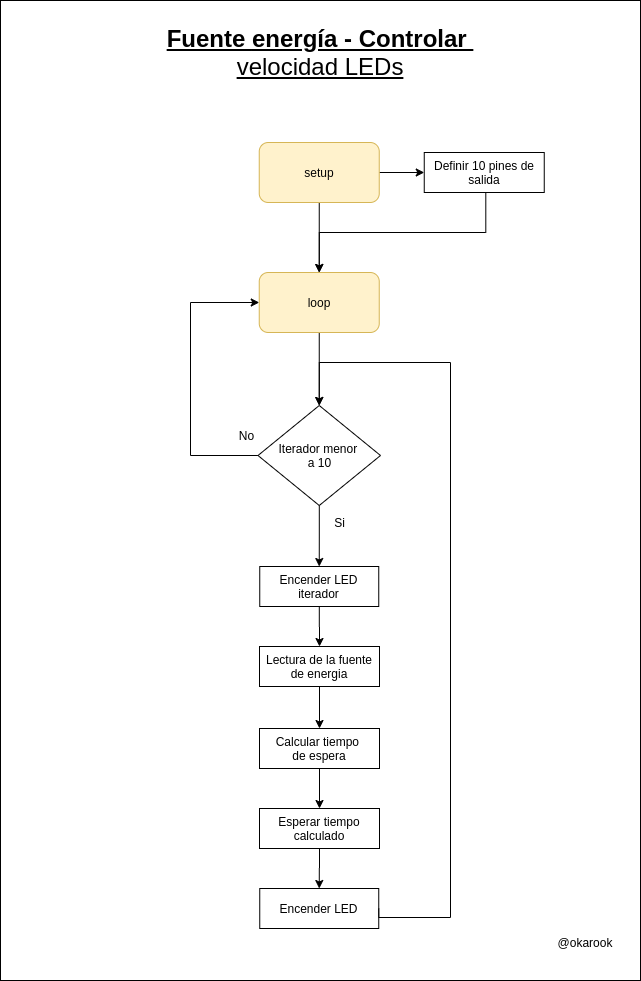 Fuente energía - Controlar
velocidad LEDs
setup
Definir 10 pines de
salida
loop
No
Iterador menor
a 10
Si
Encender LED
iterador
Lectura de la fuente
de energia
Calcular tiempo
de espera
Esperar tiempo
calculado
Encender LED
@okarook